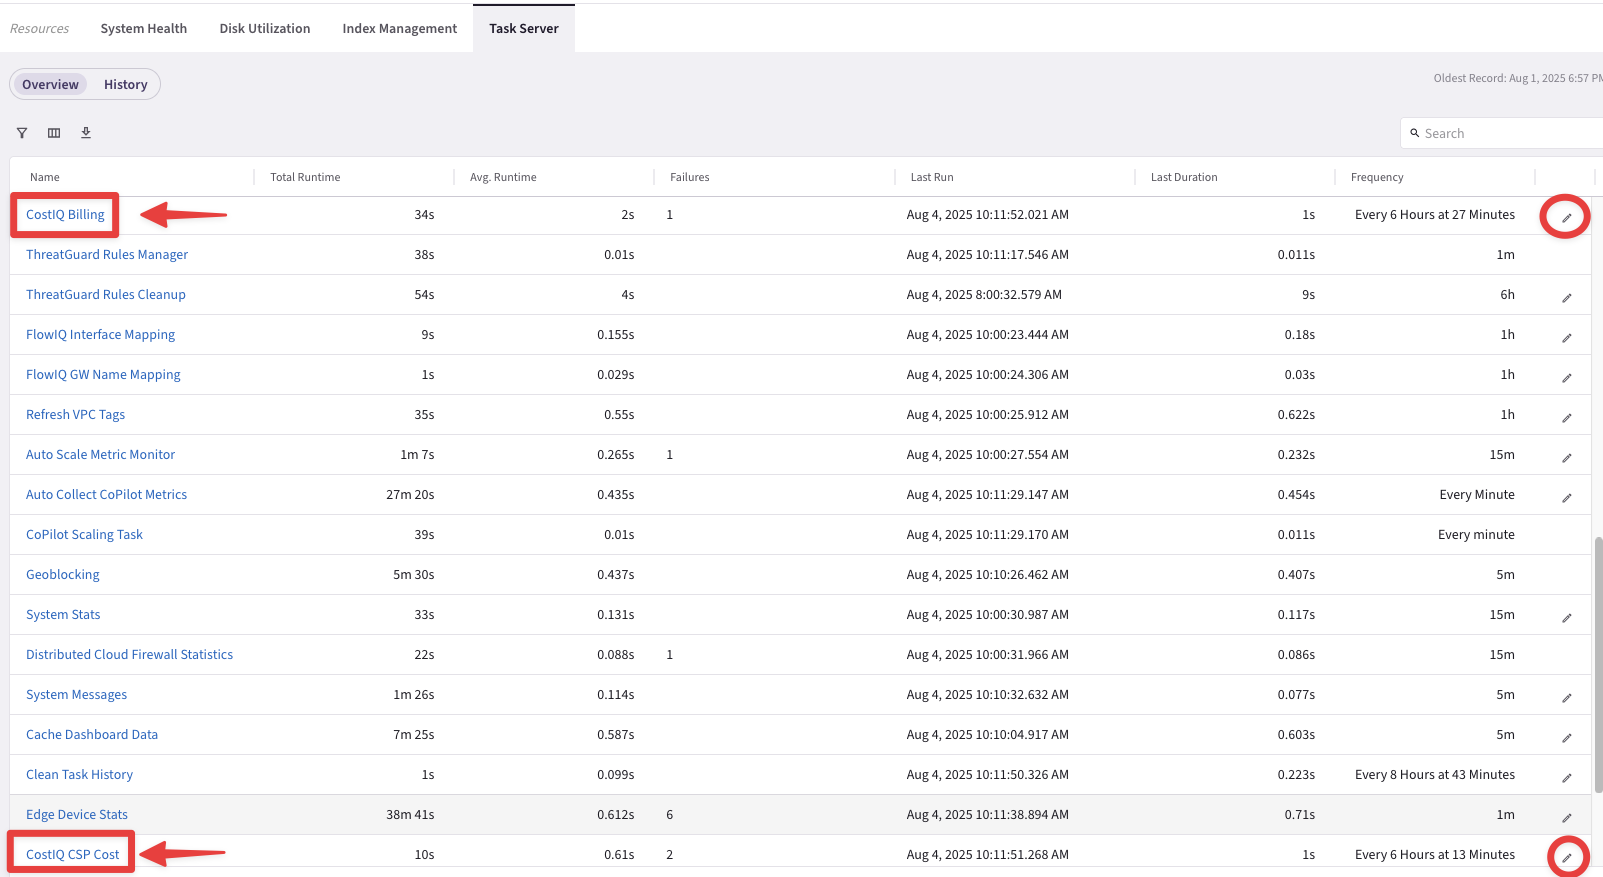 Resources System Health Disk Utilization Index Management Task Server
Overview History
Oldest Record: Aug 1, 2025 6:57 PM
Search
Name Total Runtime Avg. Runtime Failures Last Run Last Duration Frequency
CostIQ Billing 34s 2s 1 Aug 4, 2025 10:11:52.021 AM 1s Every 6 Hours at 27 Minutes
ThreatGuard Rules Manager 38s 0.01s Aug 4, 2025 10:11:17.546 AM 0.011s 1m
ThreatGuard Rules Cleanup 54s 4s Aug 4, 2025 8:00:32.579 AM 9s 6h
FlowIQ Interface Mapping 9s 0.155s Aug 4, 2025 10:00:23.444 AM 0.18s 1h
FlowIQ GW Name Mapping 1s 0.029s Aug 4, 2025 10:00:24.306 AM 0.03s 1h
Refresh VPC Tags 35s 0.55s Aug 4, 2025 10:00:25.912 AM 0.622s 1h
Auto Scale Metric Monitor 1m 7s 0.265s 1 Aug 4, 2025 10:00:27.554 AM 0.232s 15m
Auto Collect CoPilot Metrics 27m 20s 0.435s Aug 4, 2025 10:11:29.147 AM 0.454s Every Minute
CoPilot Scaling Task 39s 0.01s Aug 4, 2025 10:11:29.170 AM 0.011s Every minute
Geoblocking 5m 30s 0.437s Aug 4, 2025 10:10:26.462 AM 0.407s 5m
System Stats 33s 0.131s Aug 4, 2025 10:00:30.987 AM 0.117s 15m
Distributed Cloud Firewall Statistics 22s 0.088s 1 Aug 4, 2025 10:00:31.966 AM 0.086s 15m
System Messages 1m 26s 0.114s Aug 4, 2025 10:10:32.632 AM 0.077s 5m
Cache Dashboard Data 7m 25s 0.587s Aug 4, 2025 10:10:04.917 AM 0.603s 5m
Clean Task History 1s 0.099s Aug 4, 2025 10:11:50.326 AM 0.223s Every 8 Hours at 43 Minutes
Edge Device Stats 38m 41s 0.612s 6 Aug 4, 2025 10:11:38.894 AM 0.71s 1m
CostIQ CSP Cost 10s 0.61s 2 Aug 4, 2025 10:11:51.268 AM 1s Every 6 Hours at 13 Minutes